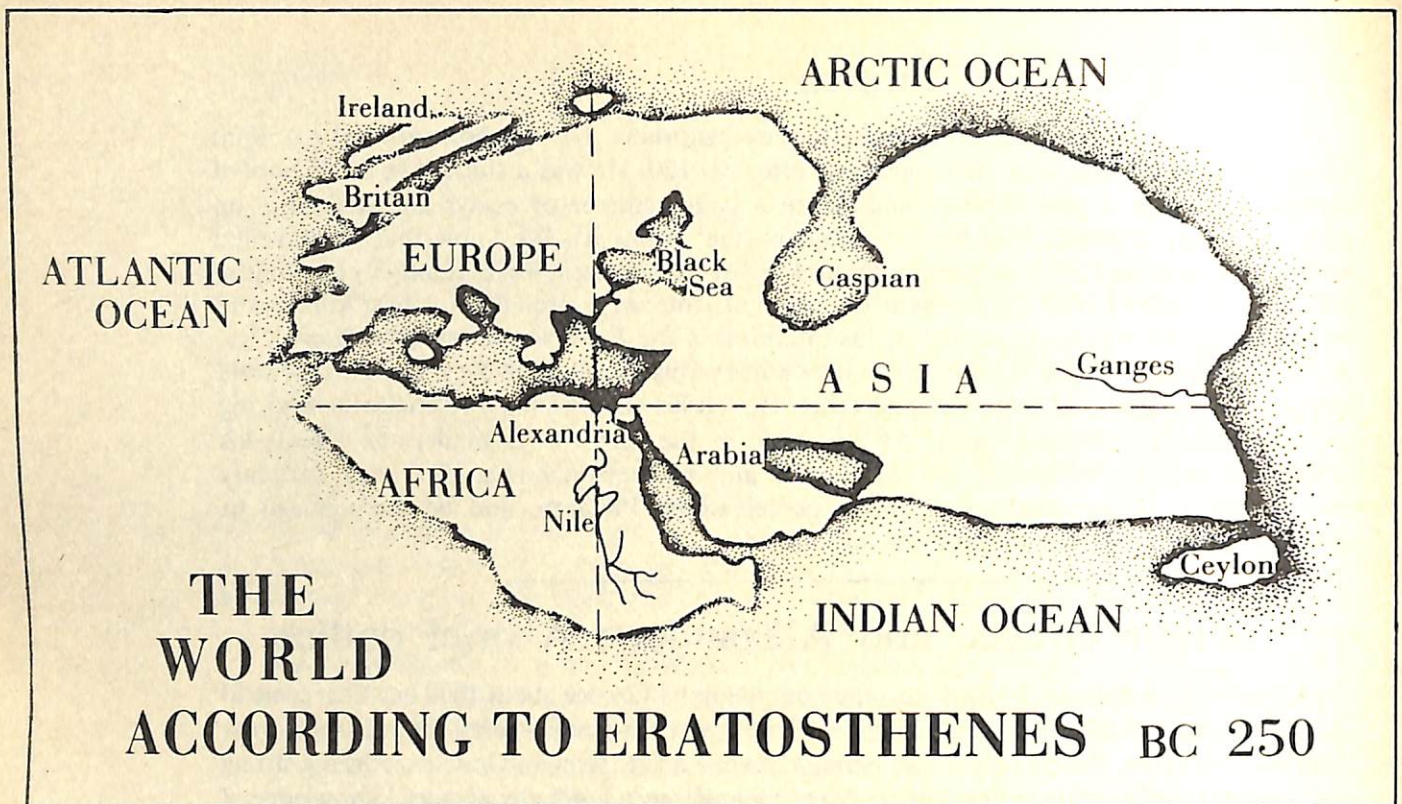 ARCTIC OCEAN
Ireland
Britain
EUROPE
Black
Sea
Caspian
ATLANTIC
OCEAN
ASIA
Ganges
Alexandria
Arabia
AFRICA
Nile
Ceylon
INDIAN OCEAN
THE
WORLD
ACCORDING TO ERATOSTHENES BC 250